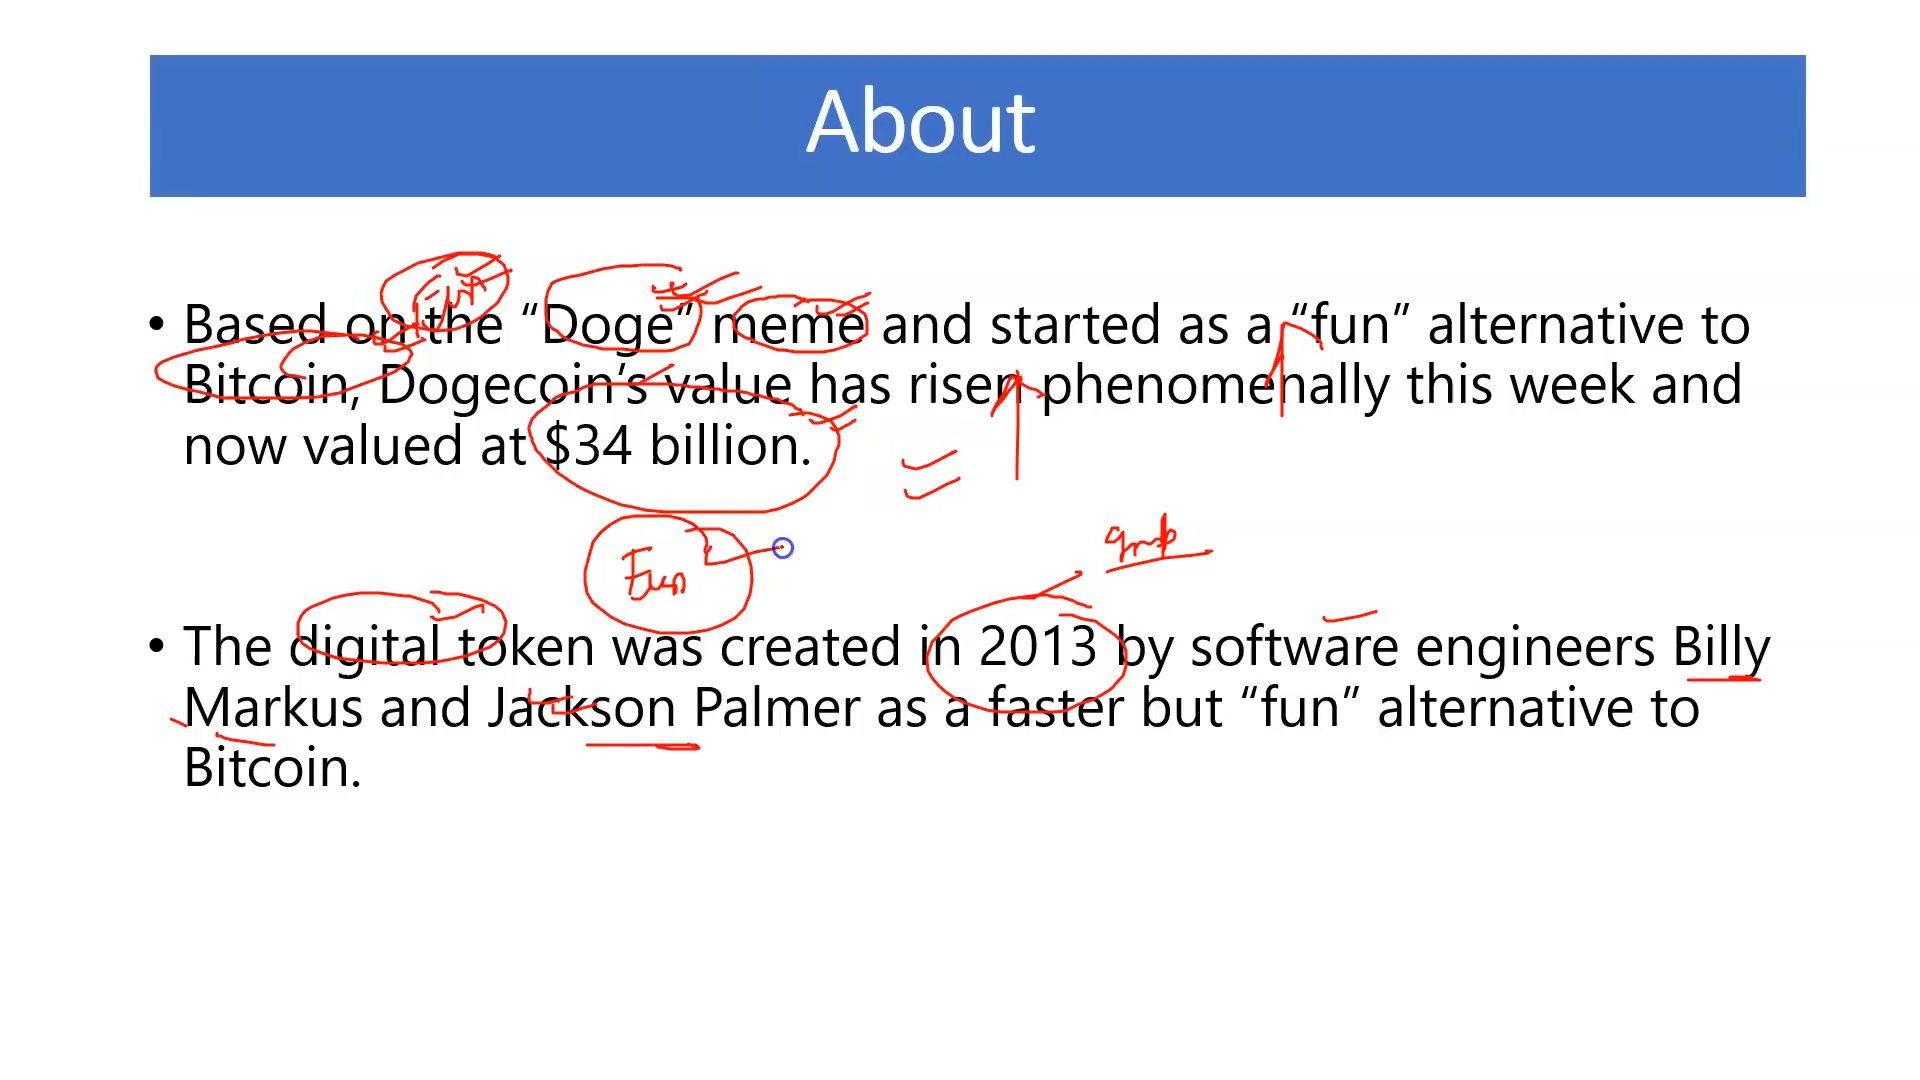 About
• Based on the “Doge” meme and started as a “fun” alternative to
Bitcoin, Dogecoin’s value has risen phenomenally this week and
now valued at $34 billion.
Fun
• The digital token was created in 2013 by software engineers Billy
Markus and Jackson Palmer as a faster but “fun” alternative to
Bitcoin.